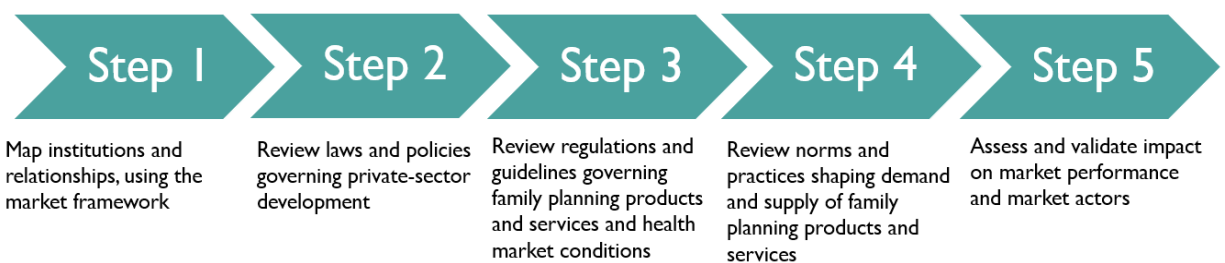 Step 1
Map institutions and
relationships, using the
market framework
Step 2
Review laws and policies
governing private-sector
development
Step 3
Review regulations and
guidelines governing
family planning products
and services and health
market conditions
Step 4
Review norms and
practices shaping demand
and supply of family
planning products and
services
Step 5
Assess and validate impact
on market performance
and market actors